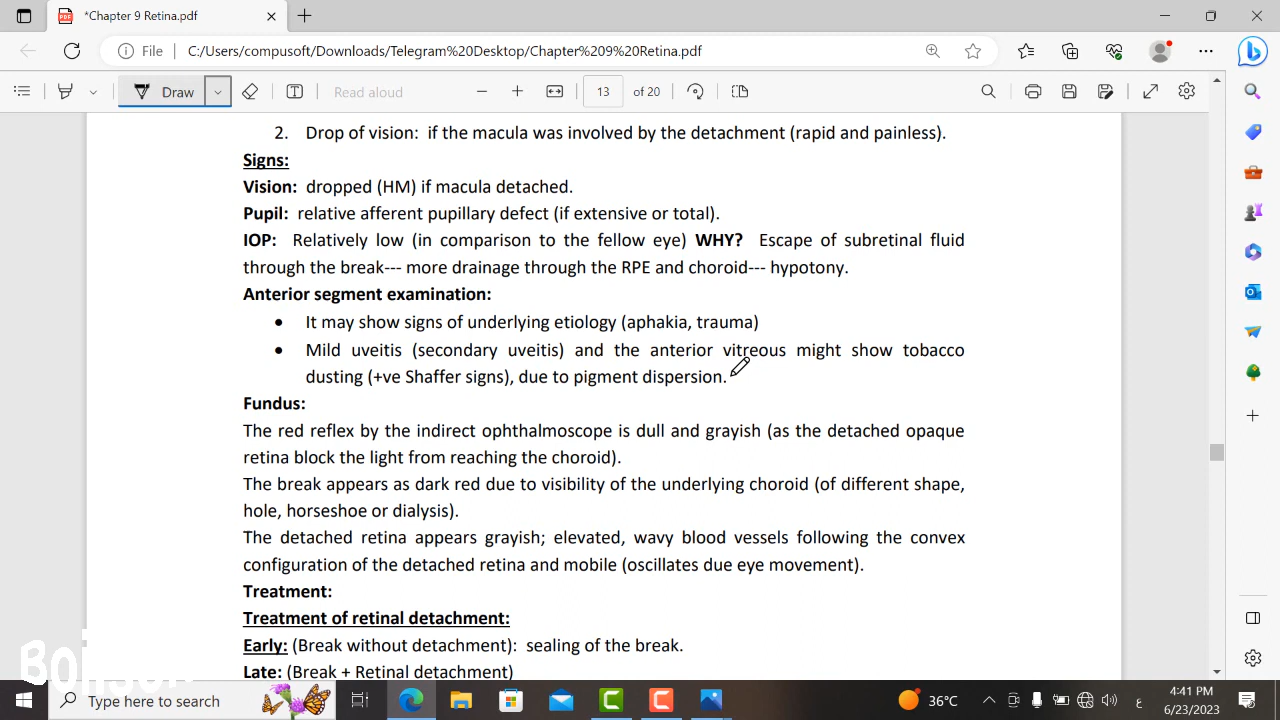 *Chapter 9 Retina.pdf
File
C:/Users/compusoft/Downloads/Telegram%20Desktop/Chapter%209%20Retina.pdf
Draw
Read aloud
13 of 20
2. Drop of vision: if the macula was involved by the detachment (rapid and painless).
Signs:
Vision: dropped (HM) if macula detached.
Pupil: relative afferent pupillary defect (if extensive or total).
IOP: Relatively low (in comparison to the fellow eye) WHY? Escape of subretinal fluid
through the break--- more drainage through the RPE and choroid--- hypotony.
Anterior segment examination:
• It may show signs of underlying etiology (aphakia, trauma)
• Mild uveitis (secondary uveitis) and the anterior vitreous might show tobacco
dusting (+ve Shaffer signs), due to pigment dispersion.
Fundus:
The red reflex by the indirect ophthalmoscope is dull and grayish (as the detached opaque
retina block the light from reaching the choroid).
The break appears as dark red due to visibility of the underlying choroid (of different shape,
hole, horseshoe or dialysis).
The detached retina appears grayish; elevated, wavy blood vessels following the convex
configuration of the detached retina and mobile (oscillates due eye movement).
Treatment:
Treatment of retinal detachment:
Early: (Break without detachment): sealing of the break.
Late: (Break + Retinal detachment)
Type here to search
36°C
ع
4:41 PM
6/23/2023